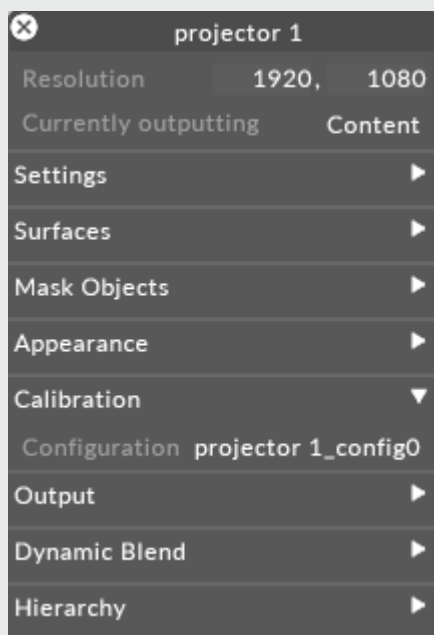 projector 1
Resolution 1920, 1080
Currently outputting Content
Settings
Surfaces
Mask Objects
Appearance
Calibration
Configuration projector 1_config0
Output
Dynamic Blend
Hierarchy